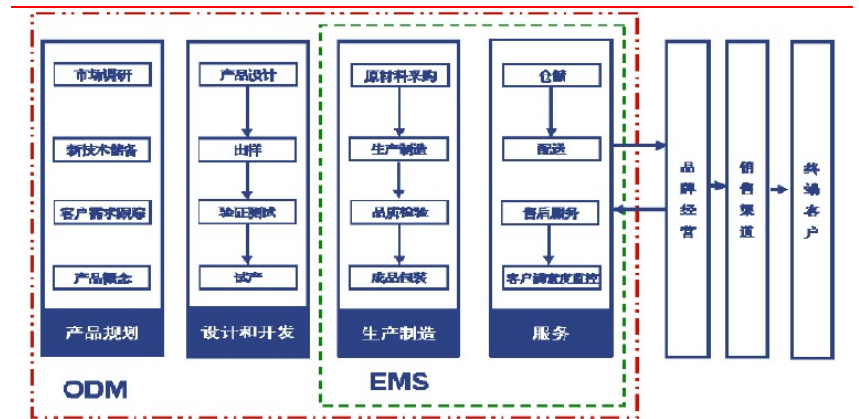 市场调研
新技术储备
客户需求跟踪
产品概念
产品规划
产品设计
出样
验证测试
试产
设计和开发
原材料采购
生产制造
品质检验
成品包装
生产制造
仓储
配送
售后服务
客户满意度监控
服务
品牌经营
销售渠道
终端客户
ODM
EMS